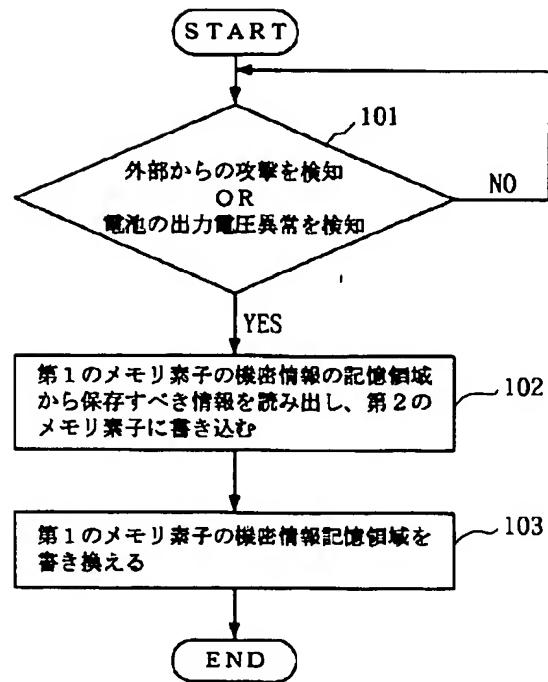 START
101
外部からの攻撃を検知
OR
電池の出力電圧異常を検知
NO
YES
第1のメモリ素子の機密情報の記憶領域
から保存すべき情報を読み出し、第2の
メモリ素子に書き込む
102
第1のメモリ素子の機密情報記憶領域を
書き換える
103
END